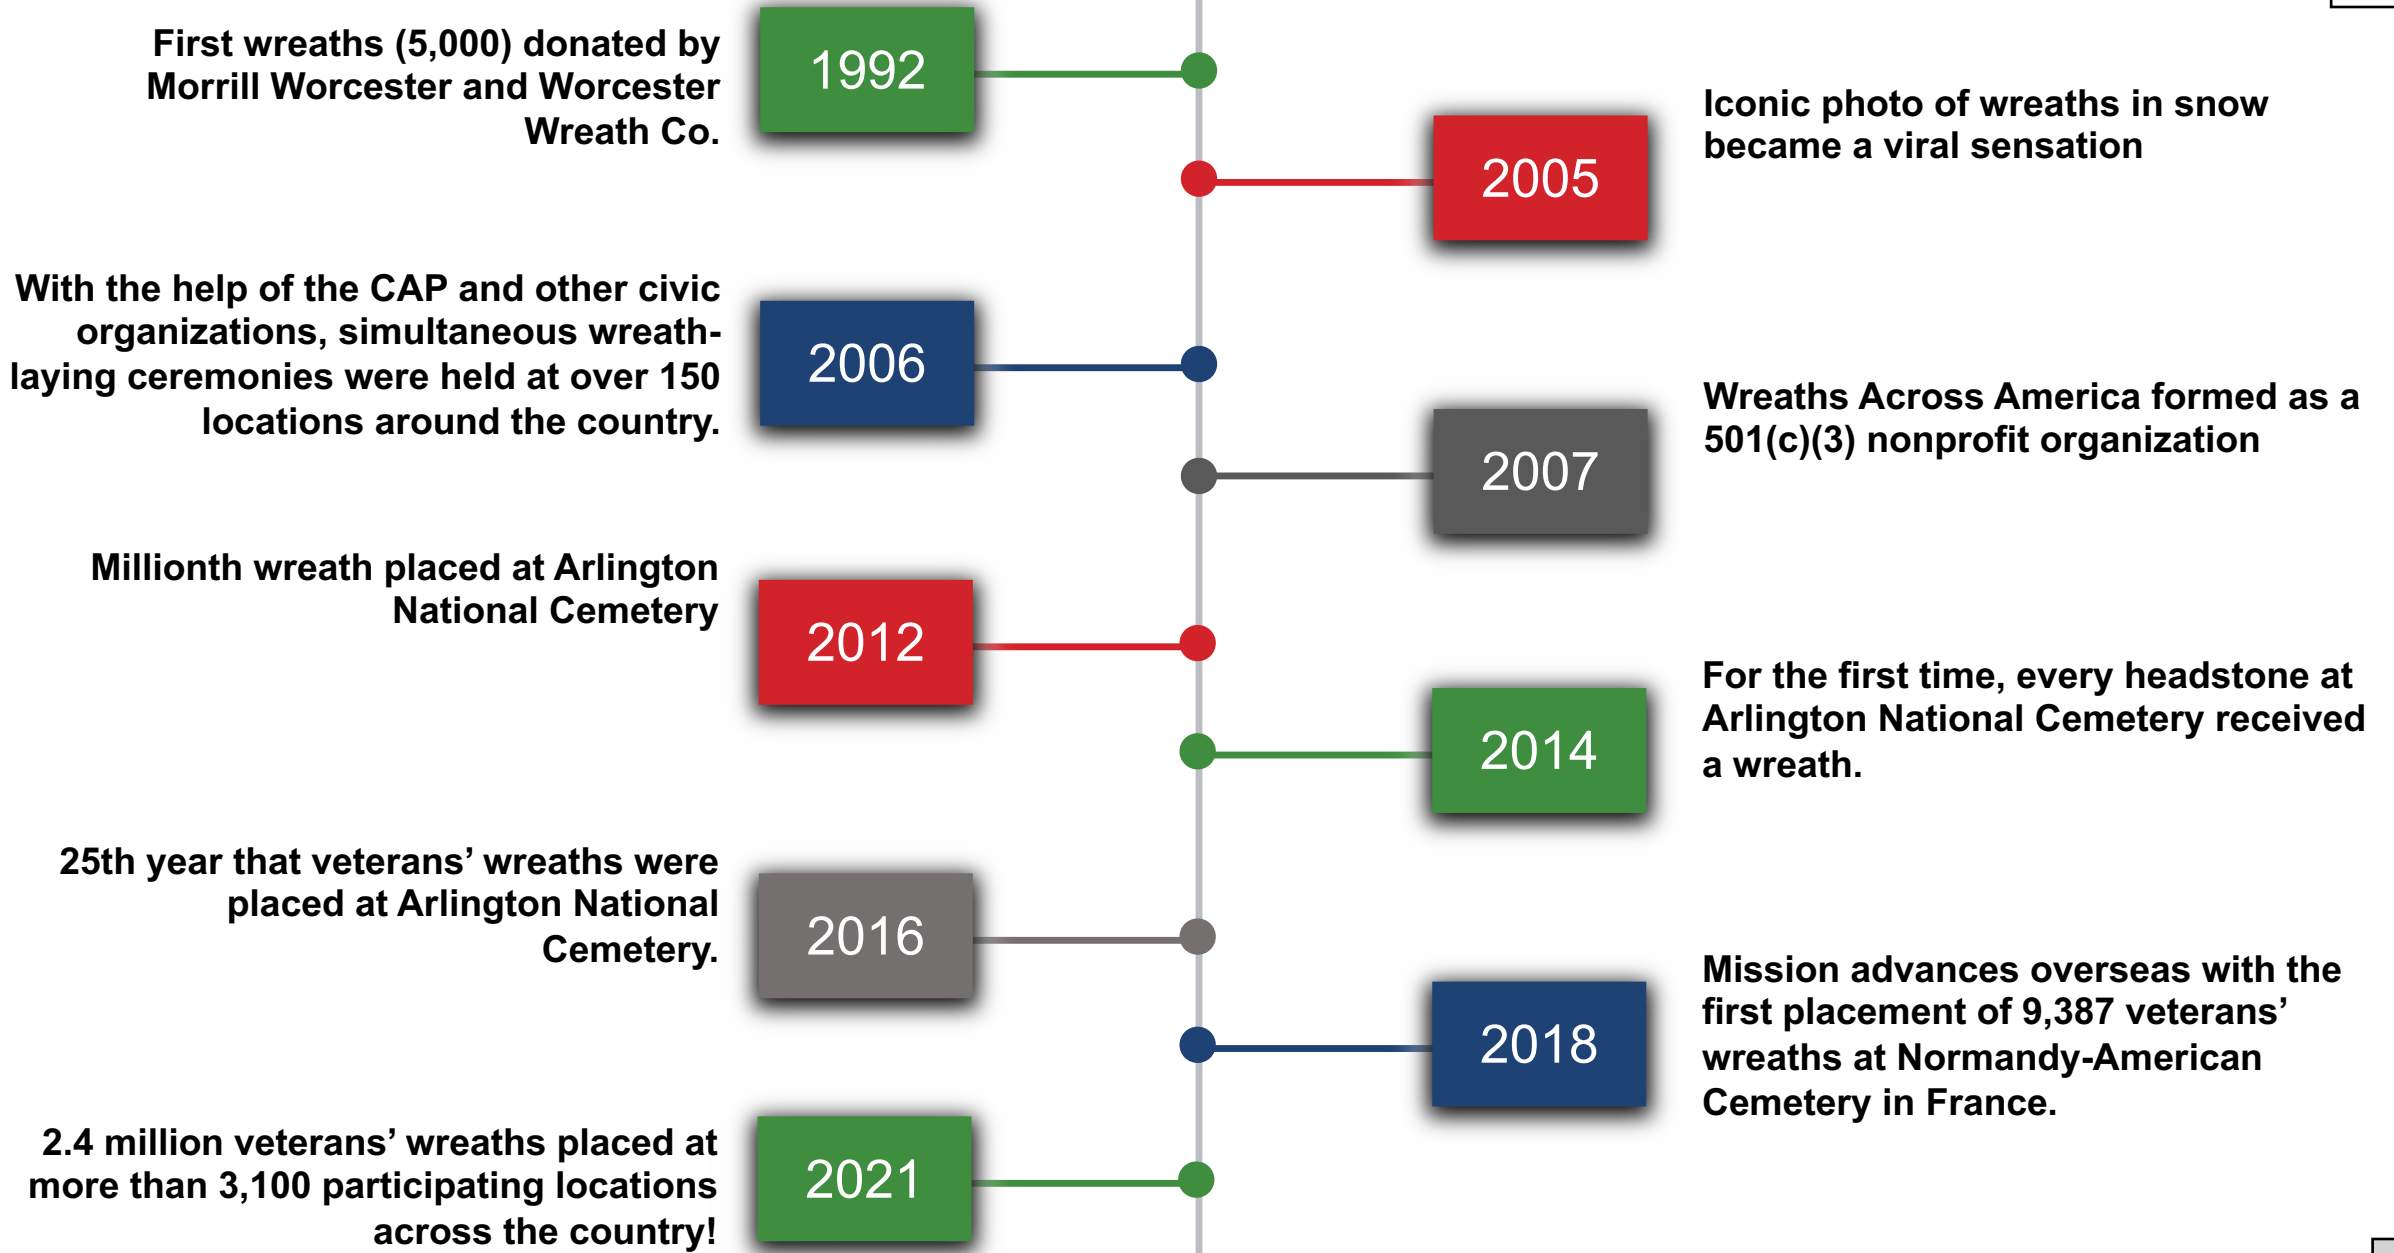 First wreaths (5,000) donated by
Morrill Worcester and Worcester
Wreath Co.
1992
Iconic photo of wreaths in snow
became a viral sensation
2005
With the help of the CAP and other civic
organizations, simultaneous wreath-
laying ceremonies were held at over 150
locations around the country.
2006
Wreaths Across America formed as a
501(c)(3) nonprofit organization
2007
Millionth wreath placed at Arlington
National Cemetery
2012
For the first time, every headstone at
Arlington National Cemetery received
a wreath.
2014
25th year that veterans’ wreaths were
placed at Arlington National
Cemetery.
2016
Mission advances overseas with the
first placement of 9,387 veterans’
wreaths at Normandy-American
Cemetery in France.
2018
2.4 million veterans’ wreaths placed at
more than 3,100 participating locations
across the country!
2021